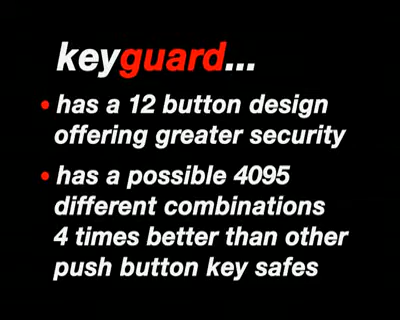 keyguard...
• has a 12 button design
offering greater security
• has a possible 4095
different combinations
4 times better than other
push button key safes